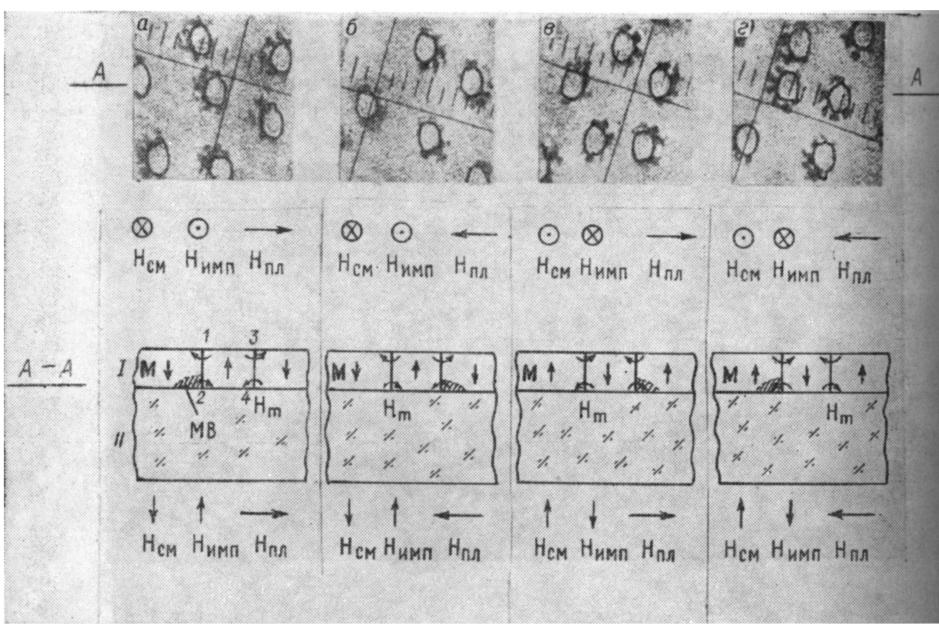 а б в г)
А А
Hсм Hимп Hпл Hсм Hимп Hпл Hсм Hимп Hпл Hсм Hимп Hпл
А – А
1 3
I M M M M
2 4 Hm Hm Hm Hm
II МВ
Hсм Hимп Hпл Hсм Hимп Hпл Hсм Hимп Hпл Hсм Hимп Hпл